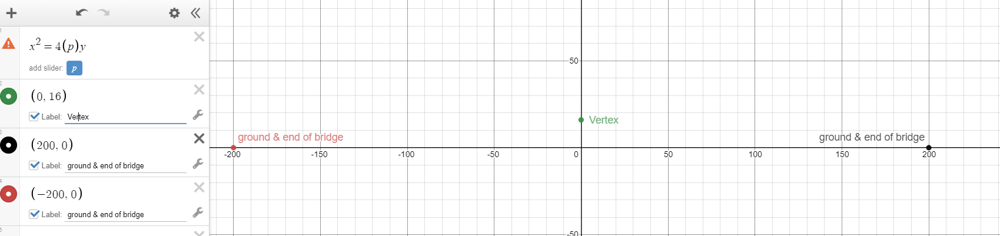 1
x² = 4(p)y
add slider: p
2
(0, 16)
Label: Vertex
3
(200, 0)
Label: ground & end of bridge
4
(−200, 0)
Label: ground & end of bridge
5
50
Vertex
ground & end of bridge
ground & end of bridge
-200 -150 -100 -50 0 50 100 150 200
-50